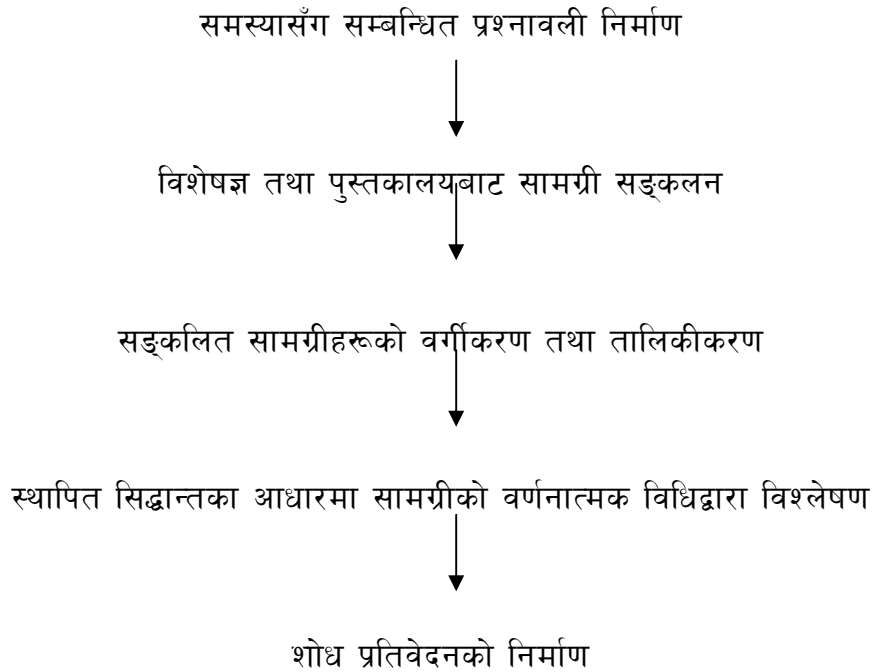 समस्यासँग सम्बन्धित प्रश्नावली निर्माण
विशेषज्ञ तथा पुस्तकालयबाट सामग्री सङ्कलन
सङ्कलित सामग्रीहरूको वर्गीकरण तथा तालिकीकरण
स्थापित सिद्धान्तका आधारमा सामग्रीको वर्णनात्मक विधिद्वारा विश्लेषण
शोध प्रतिवेदनको निर्माण